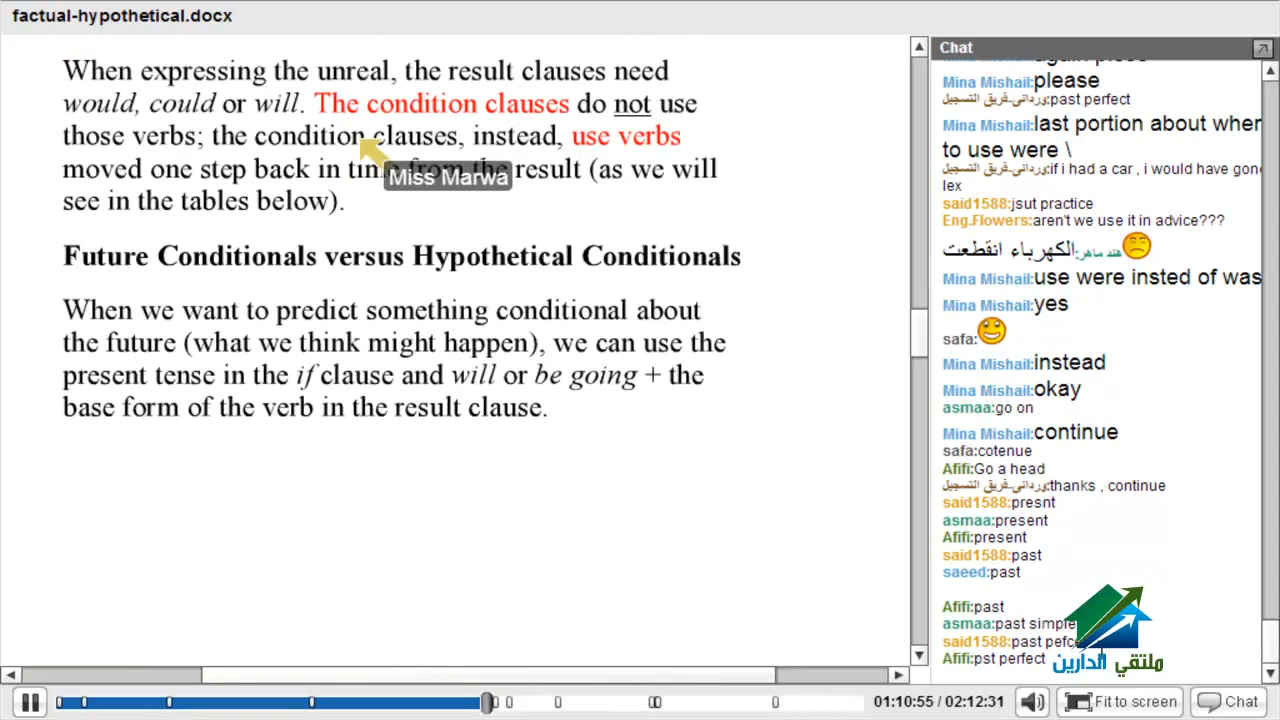 factual-hypothetical.docx
When expressing the unreal, the result clauses need
would, could or will. The condition clauses do not use
those verbs; the condition clauses, instead, use verbs
moved one step back in time from the result (as we will
Miss Marwa
see in the tables below).
Future Conditionals versus Hypothetical Conditionals
When we want to predict something conditional about
the future (what we think might happen), we can use the
present tense in the if clause and will or be going + the
base form of the verb in the result clause.
Chat
Mina Mishail:please
ورداني-فريق التسجيل:past perfect
Mina Mishail:last portion about wher
to use were \
ورداني-فريق التسجيل:if i had a car , i would have gone
lex
said1588:jsut practice
Eng.Flowers:aren't we use it in advice???
هند ماهر:الكهرباء انقطعت
Mina Mishail:use were insted of was
Mina Mishail:yes
safa:
Mina Mishail:instead
Mina Mishail:okay
asmaa:go on
Mina Mishail:continue
safa:cotenue
Afifi:Go a head
ورداني-فريق التسجيل:thanks , continue
said1588:presnt
asmaa:present
Afifi:present
said1588:past
saeed:past
Afifi:past
asmaa:past simple
said1588:past pefce
Afifi:pst perfect
ملتقي الدارين
01:10:55 / 02:12:31
Fit to screen
Chat